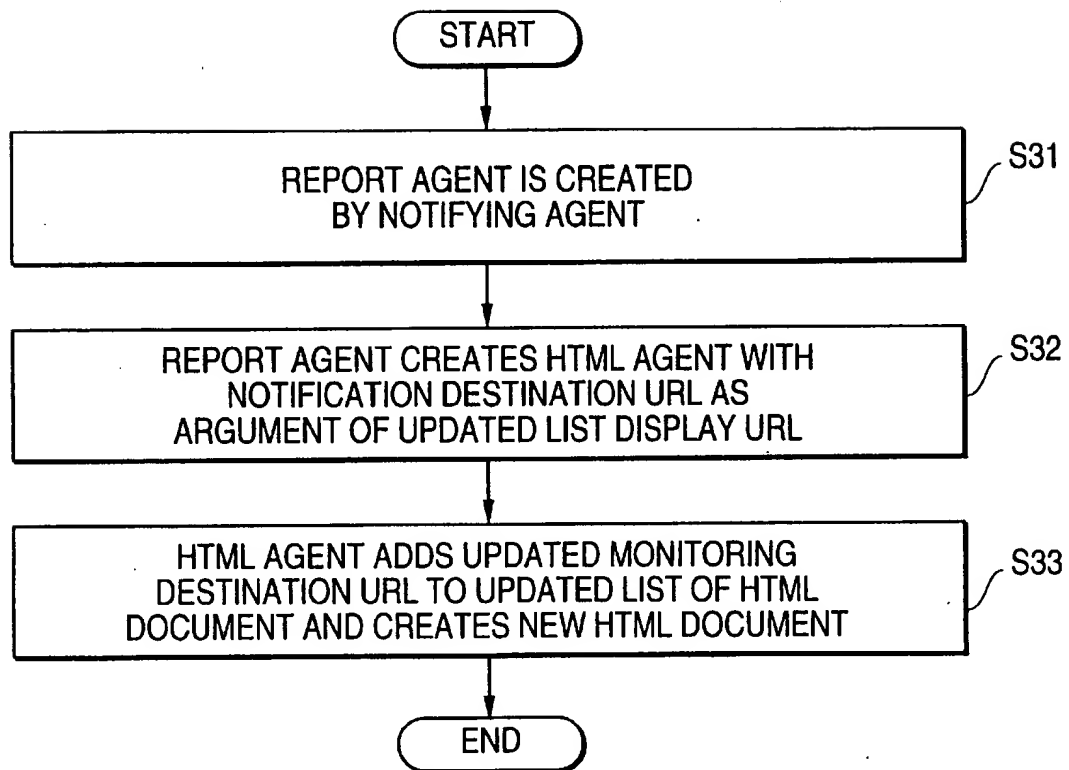 START
REPORT AGENT IS CREATED
BY NOTIFYING AGENT
S31
REPORT AGENT CREATES HTML AGENT WITH
NOTIFICATION DESTINATION URL AS
ARGUMENT OF UPDATED LIST DISPLAY URL
S32
HTML AGENT ADDS UPDATED MONITORING
DESTINATION URL TO UPDATED LIST OF HTML
DOCUMENT AND CREATES NEW HTML DOCUMENT
S33
END